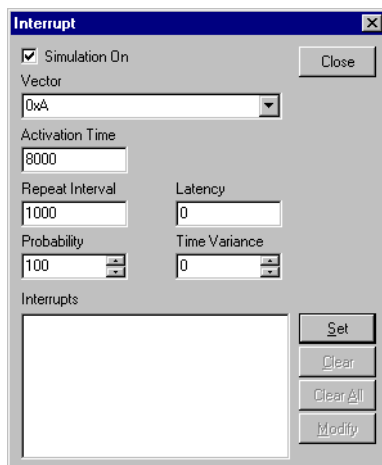 Interrupt
Simulation On
Close
Vector
0xA
Activation Time
8000
Repeat Interval Latency
1000 0
Probability Time Variance
100 0
Interrupts
Set
Clear
Clear All
Modify